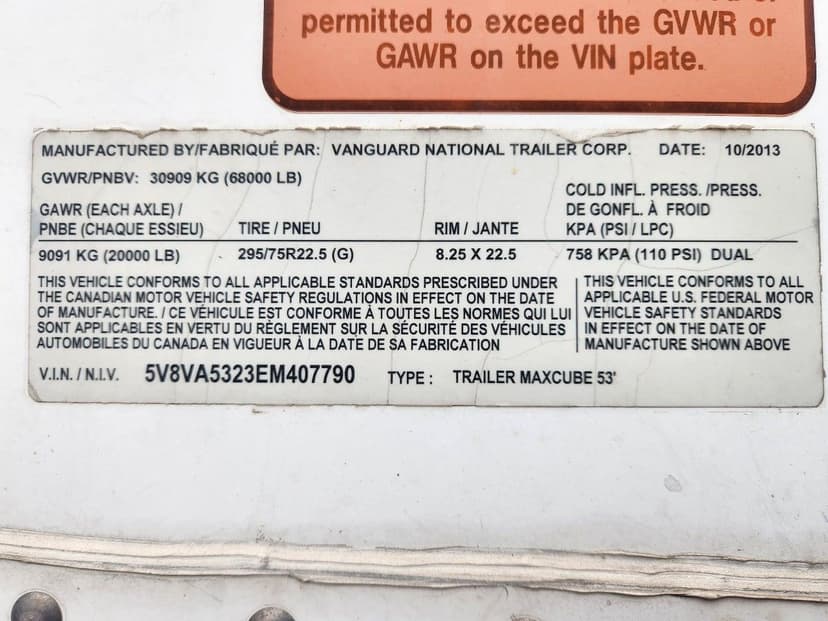 permitted to exceed the GVWR or
GAWR on the VIN plate.
MANUFACTURED BY/FABRIQUÉ PAR: VANGUARD NATIONAL TRAILER CORP. DATE: 10/2013
GVWR/PNBV: 30909 KG (68000 LB)
COLD INFL. PRESS. /PRESS.
GAWR (EACH AXLE) / DE GONFL. À FROID
PNBE (CHAQUE ESSIEU) TIRE / PNEU RIM / JANTE KPA (PSI / LPC)
9091 KG (20000 LB) 295/75R22.5 (G) 8.25 X 22.5 758 KPA (110 PSI) DUAL
THIS VEHICLE CONFORMS TO ALL APPLICABLE STANDARDS PRESCRIBED UNDER
THE CANADIAN MOTOR VEHICLE SAFETY REGULATIONS IN EFFECT ON THE DATE
OF MANUFACTURE. / CE VÉHICULE EST CONFORME À TOUTES LES NORMES QUI LUI
SONT APPLICABLES EN VERTU DU RÈGLEMENT SUR LA SÉCURITÉ DES VÉHICULES
AUTOMOBILES DU CANADA EN VIGUEUR À LA DATE DE SA FABRICATION
THIS VEHICLE CONFORMS TO ALL
APPLICABLE U.S. FEDERAL MOTOR
VEHICLE SAFETY STANDARDS
IN EFFECT ON THE DATE OF
MANUFACTURE SHOWN ABOVE
V.I.N. / N.I.V. 5V8VA5323EM407790 TYPE : TRAILER MAXCUBE 53'